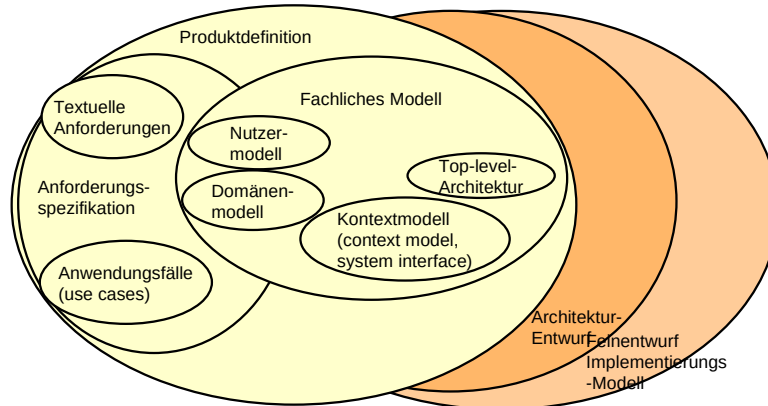 Produktdefinition
Textuelle
Anforderungen
Fachliches Modell
Nutzer-
modell
Top-level-
Architektur
Anforderungs-
spezifikation
Domänen-
modell
Kontextmodell
(context model,
system interface)
Anwendungsfälle
(use cases)
Architektur-
Entwurf
Feinentwurf
Implementierungs
-Modell